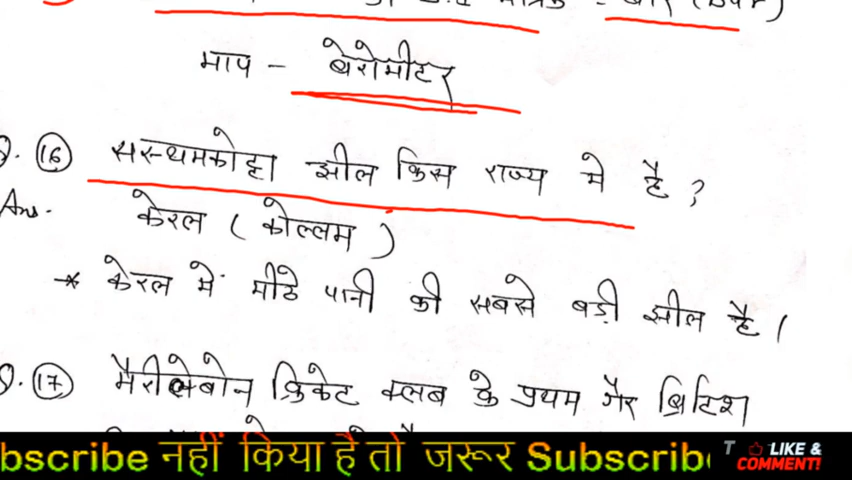 माप - बेरोमीटर
Q. 16 सस्थमकोट्टा झील किस राज्य मे है ?
Ans. केरल ( कोल्लम )
* केरल में मीठे पानी की सबसे बड़ी झील है।
Q. 17 मैरीलेबोन क्रिकेट क्लब के प्रथम गैर ब्रिटिश
bscribe नहीं किया है तो जरूर Subscrib
LIKE &
COMMENT!